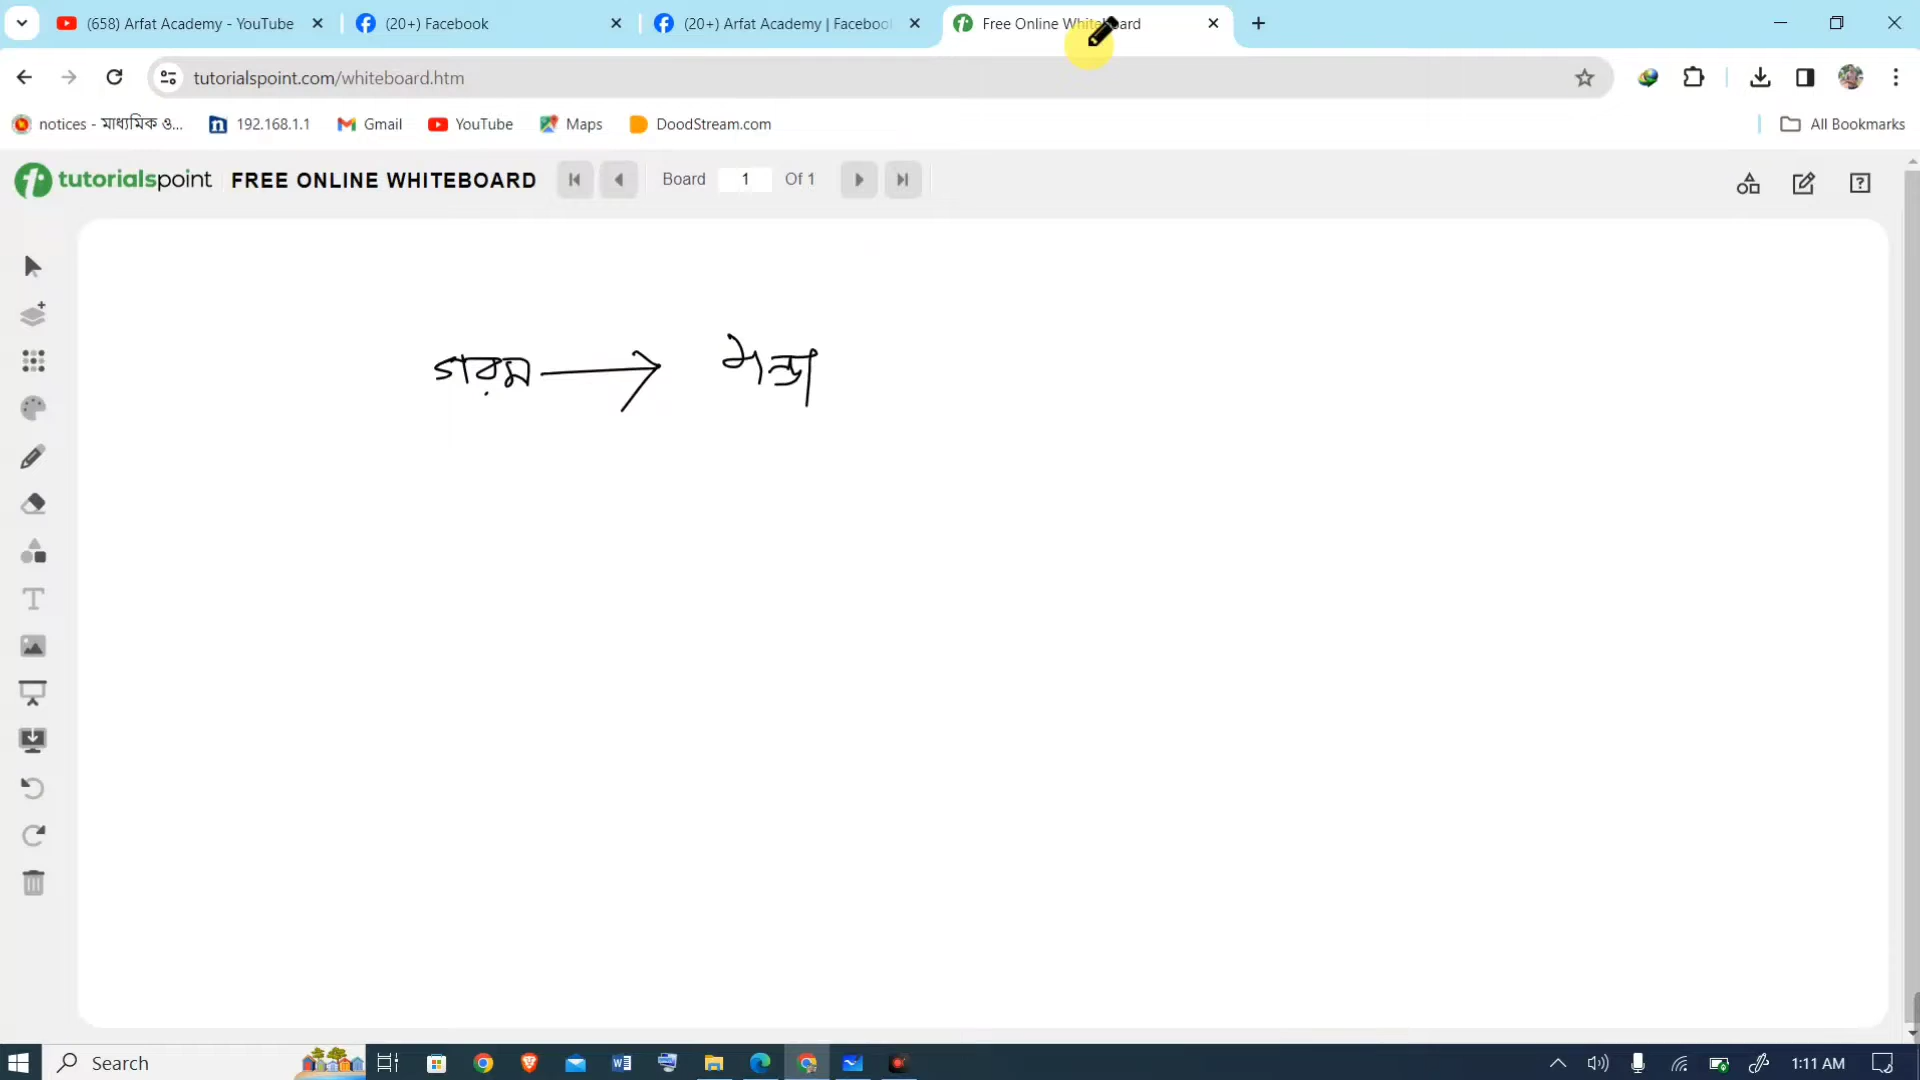 (658) Arfat Academy - YouTube (20+) Facebook (20+) Arfat Academy | Faceboo Free Online Whiteboard
tutorialspoint.com/whiteboard.htm
notices - মাধ্যমিক ও... 192.168.1.1 Gmail YouTube Maps DoodStream.com All Bookmarks
tutorialspoint FREE ONLINE WHITEBOARD Board 1 Of 1
গরম → ঠান্ডা
Search 1:11 AM